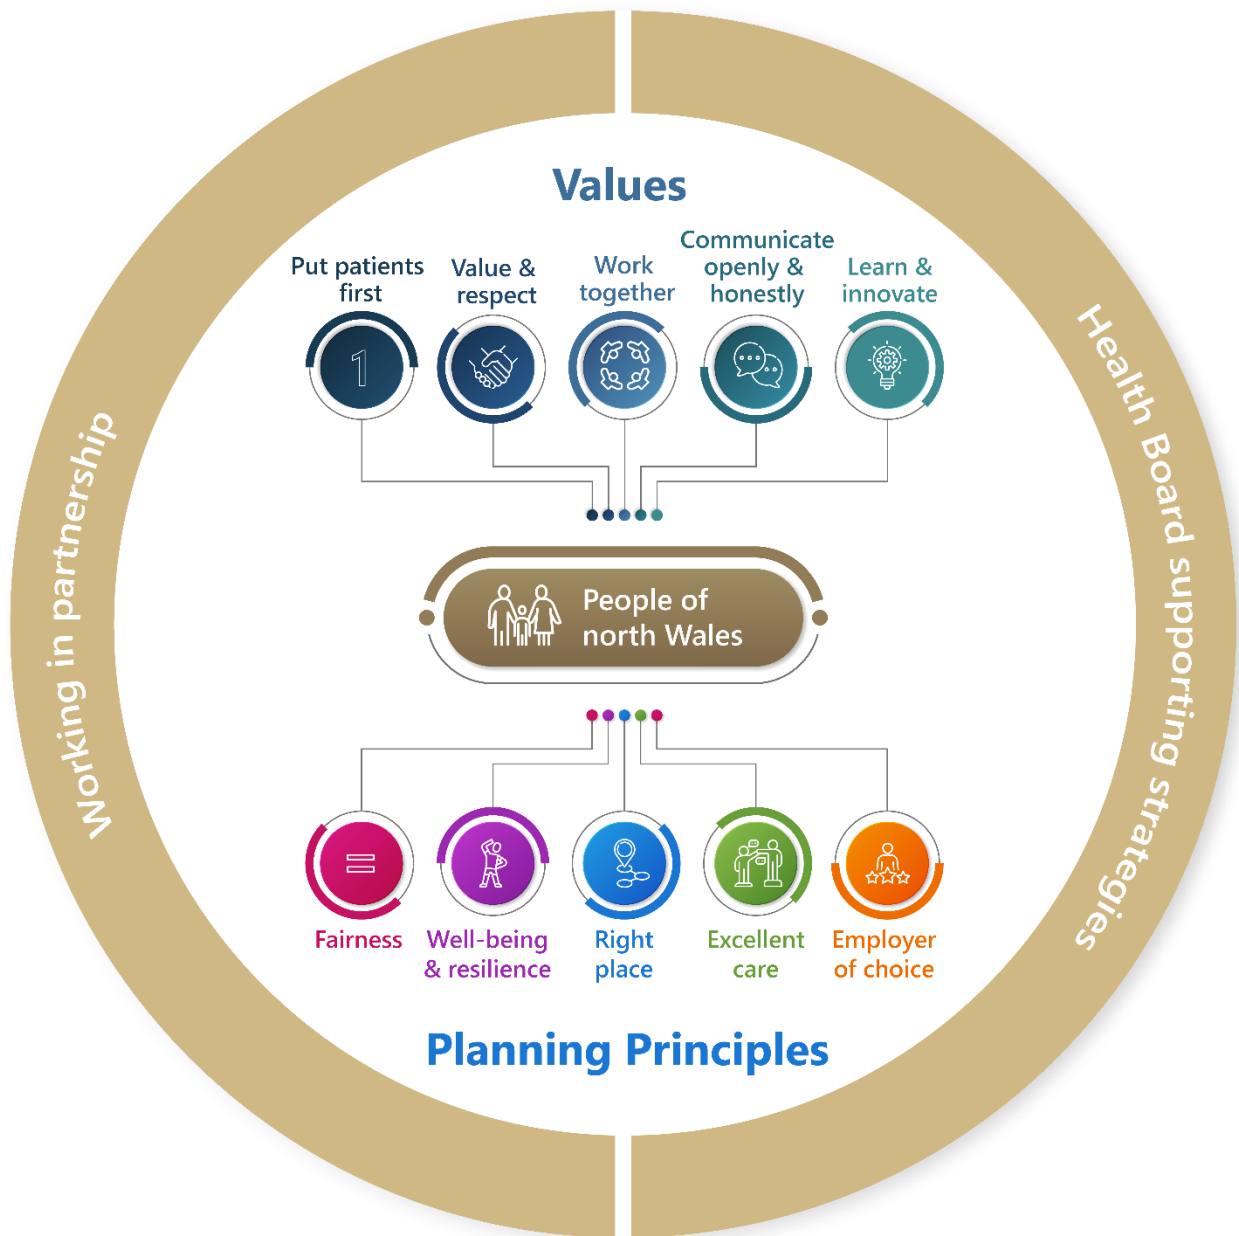 Values
Put patients
first
Value &
respect
Work
together
Communicate
openly &
honestly
Learn &
innovate
1
Working in partnership
Health Board supporting strategies
People of
north Wales
Fairness
Well-being
& resilience
Right
place
Excellent
care
Employer
of choice
Planning Principles